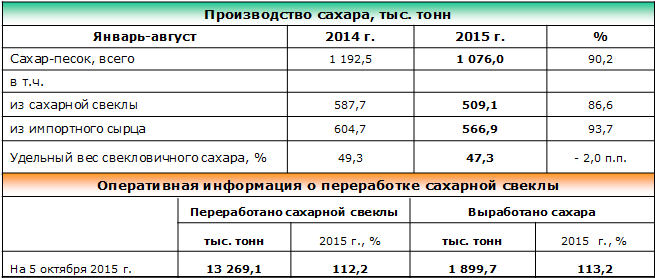 Производство сахара, тыс. тонн
Январь-август 2014 г. 2015 г. %
Сахар-песок, всего 1 192,5 1 076,0 90,2
в т.ч.
из сахарной свеклы 587,7 509,1 86,6
из импортного сырца 604,7 566,9 93,7
Удельный вес свекловичного сахара, % 49,3 47,3 - 2,0 п.п.
Оперативная информация о переработке сахарной свеклы
Переработано сахарной свеклы Выработано сахара
тыс. тонн 2015 г., % тыс. тонн 2015 г., %
На 5 октября 2015 г. 13 269,1 112,2 1 899,7 113,2